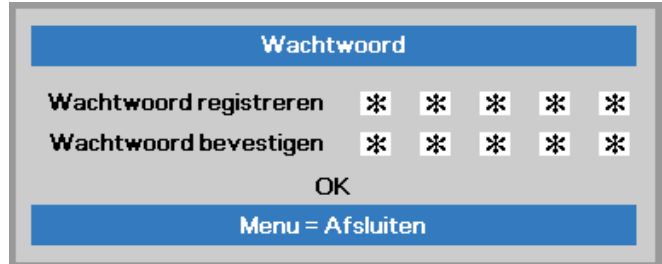 Wachtwoord
Wachtwoord registreren * * * * *
Wachtwoord bevestigen * * * * *
OK
Menu = Afsluiten